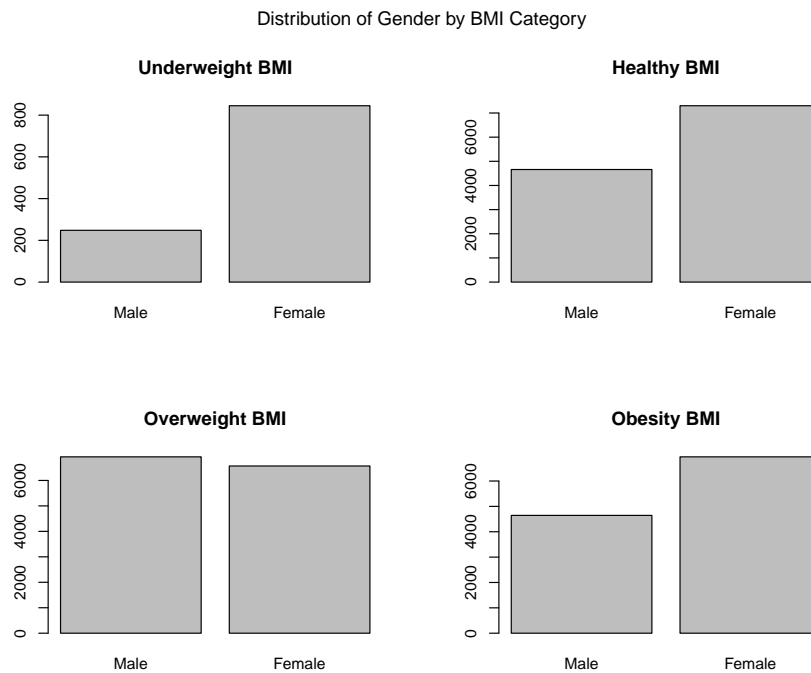 Distribution of Gender by BMI Category
Underweight BMI
800
600
400
200
0
Male Female
Healthy BMI
6000
4000
2000
0
Male Female
Overweight BMI
6000
4000
2000
0
Male Female
Obesity BMI
6000
4000
2000
0
Male Female